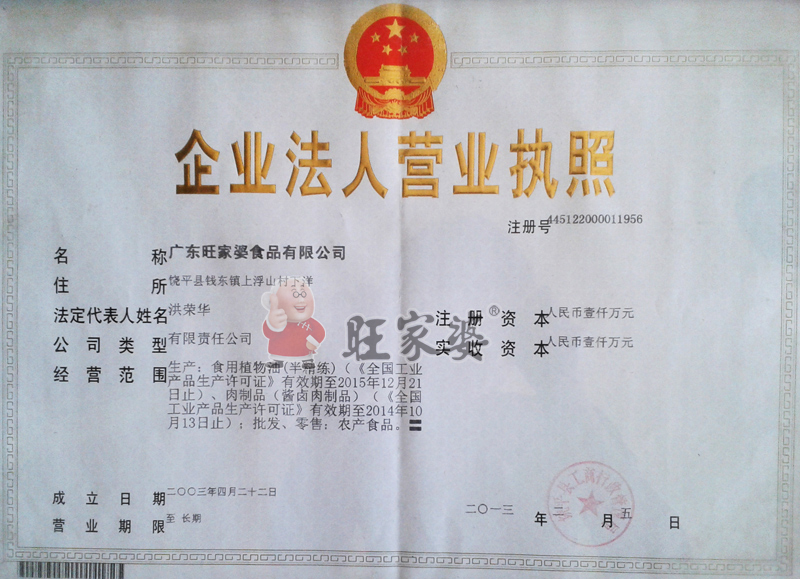 企业法人营业执照
注册号 445122000011956
名称 广东旺家婆食品有限公司
住所 饶平县钱东镇上浮山村下洋
法定代表人姓名 洪荣华
注册资本 人民币壹仟万元
公司类型 有限责任公司
实收资本 人民币壹仟万元
旺家婆®
经营范围 生产：食用植物油(半精练)（《全国工业
产品生产许可证》有效期至2015年12月21
日止）、肉制品（酱卤肉制品）（《全国
工业产品生产许可证》有效期至2014年10
月13日止）；批发、零售：农产食品。
成立日期 二〇〇三年四月二十二日
营业期限 至 长期
二〇一三 年 月 五 日